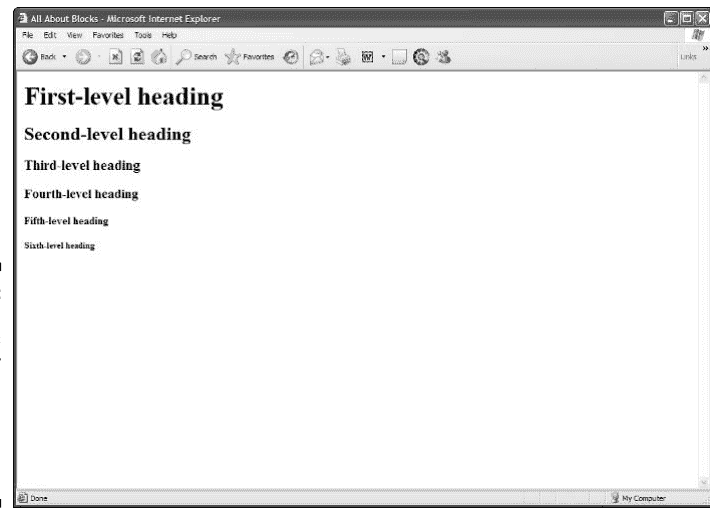 All About Blocks - Microsoft Internet Explorer
File Edit View Favorites Tools Help
Back Search Favorites Links
First-level heading
Second-level heading
Third-level heading
Fourth-level heading
Fifth-level heading
Sixth-level heading
Done My Computer